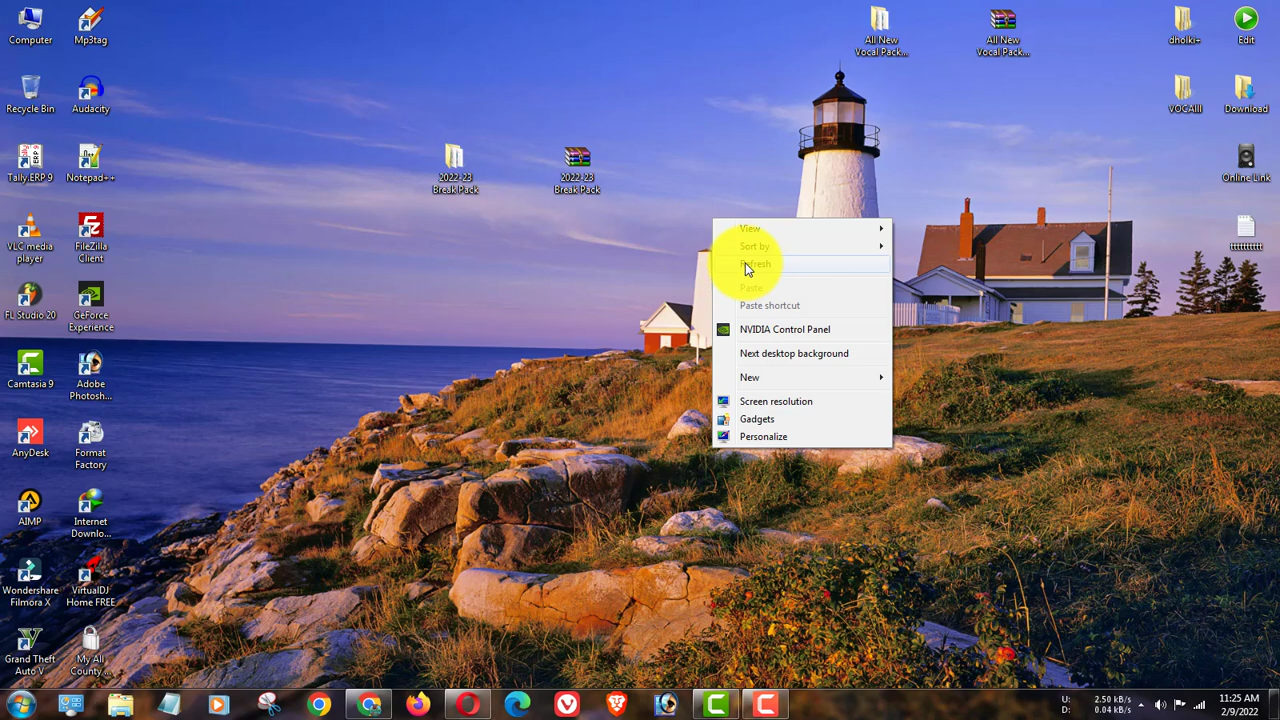 Computer
Mp3tag
All New
Vocal Pack...
All New
Vocal Pack...
dholki+
Edit
Recycle Bin
Audacity
VOCAllI
Download
2022-23
Break Pack
2022-23
Break Pack
Tally.ERP 9
Notepad++
Online Link
VLC media
player
FileZilla
Client
tttttttttt
FL Studio 20
GeForce
Experience
Camtasia 9
Adobe
Photosh...
AnyDesk
Format
Factory
AIMP
Internet
Downlo...
Wondershare
Filmora X
VirtualDJ
Home FREE
Grand Theft
Auto V
My All
County...
View
Sort by
Refresh
Paste
Paste shortcut
NVIDIA Control Panel
Next desktop background
New
Screen resolution
Gadgets
Personalize
U: 2.50 kB/s
D: 0.04 kB/s
11:25 AM
2/9/2022